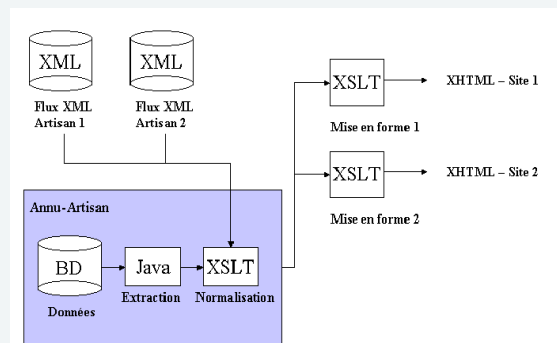 XML
XML
Flux XML
Artisan 1
Flux XML
Artisan 2
XSLT
XHTML – Site 1
Mise en forme 1
XSLT
XHTML – Site 2
Mise en forme 2
Annu-Artisan
BD
Java
XSLT
Données
Extraction
Normalisation